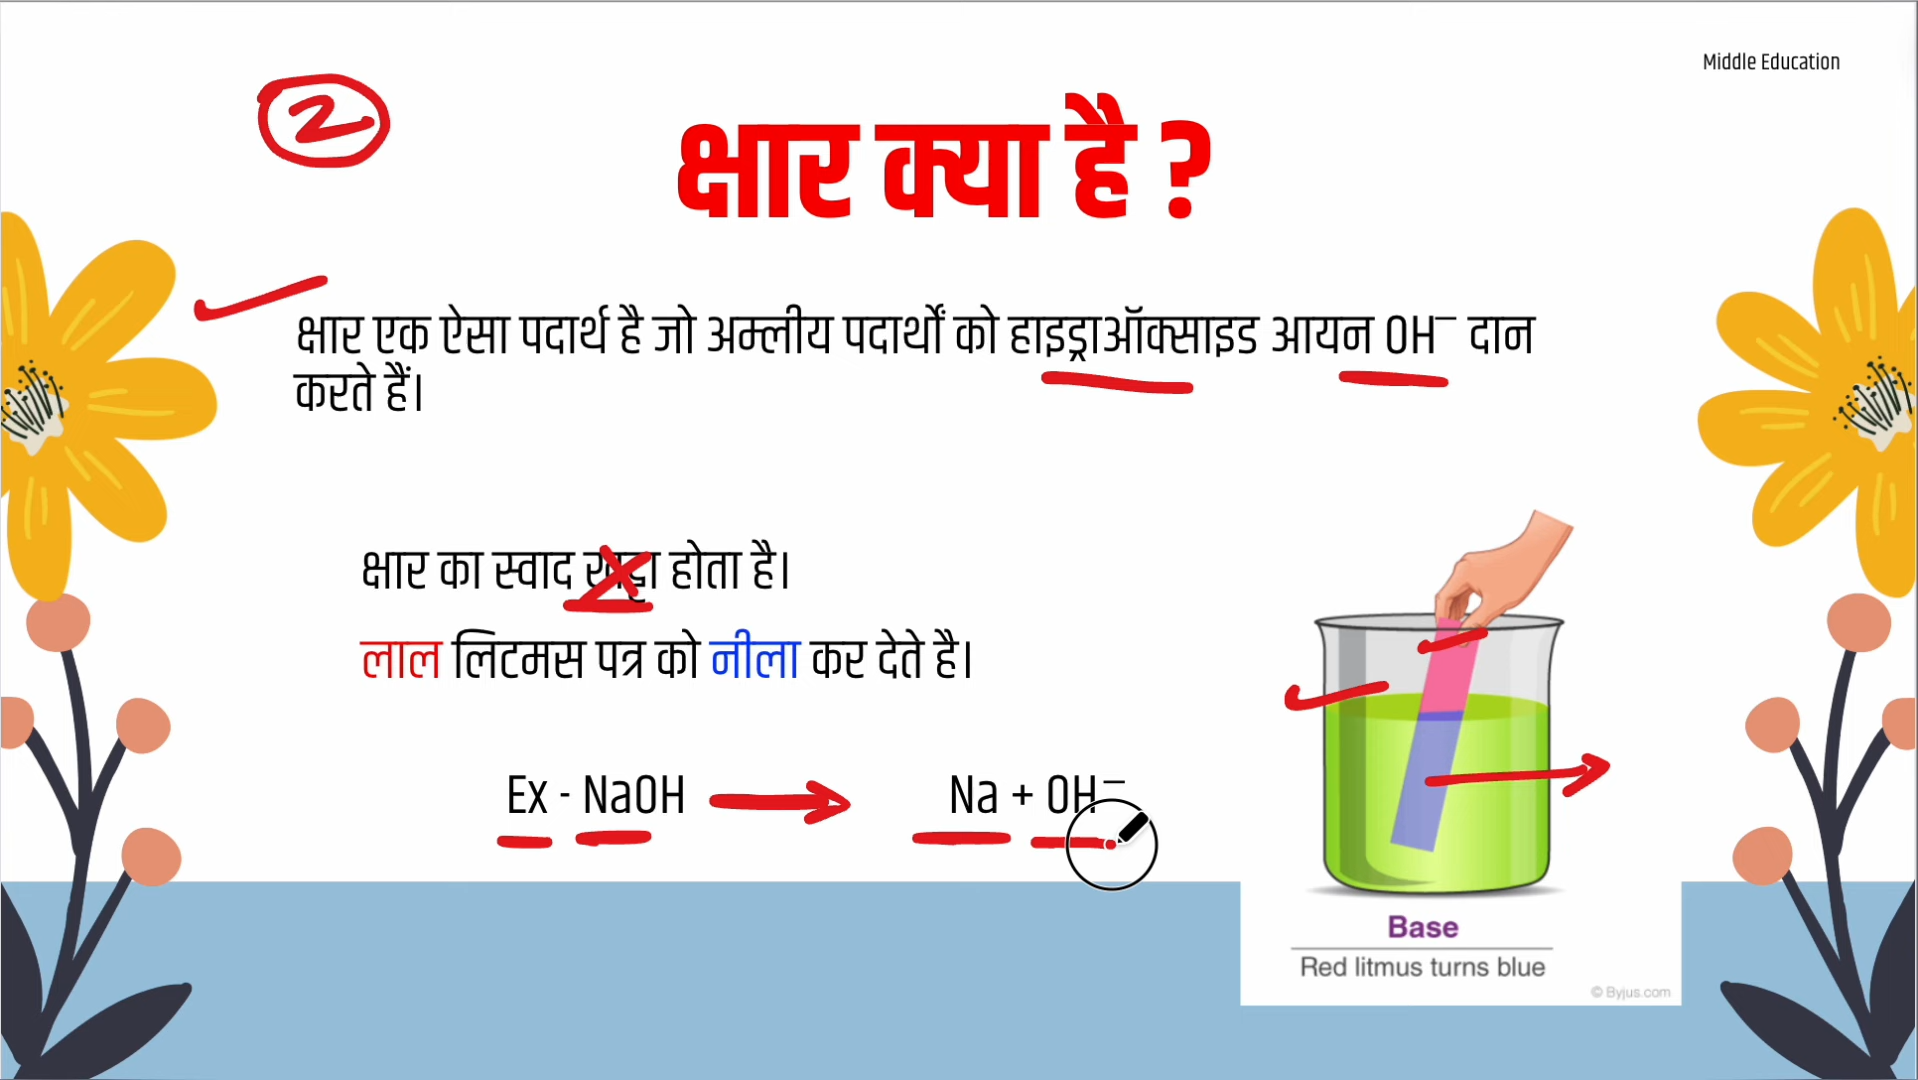 Middle Education
2
क्षार क्या है ?
क्षार एक ऐसा पदार्थ है जो अम्लीय पदार्थों को हाइड्राऑक्साइड आयन OH⁻ दान
करते हैं।
क्षार का स्वाद खट्टा होता है।
लाल लिटमस पत्र को नीला कर देते है।
Ex - NaOH → Na + OH⁻
Base
Red litmus turns blue
© Byjus.com